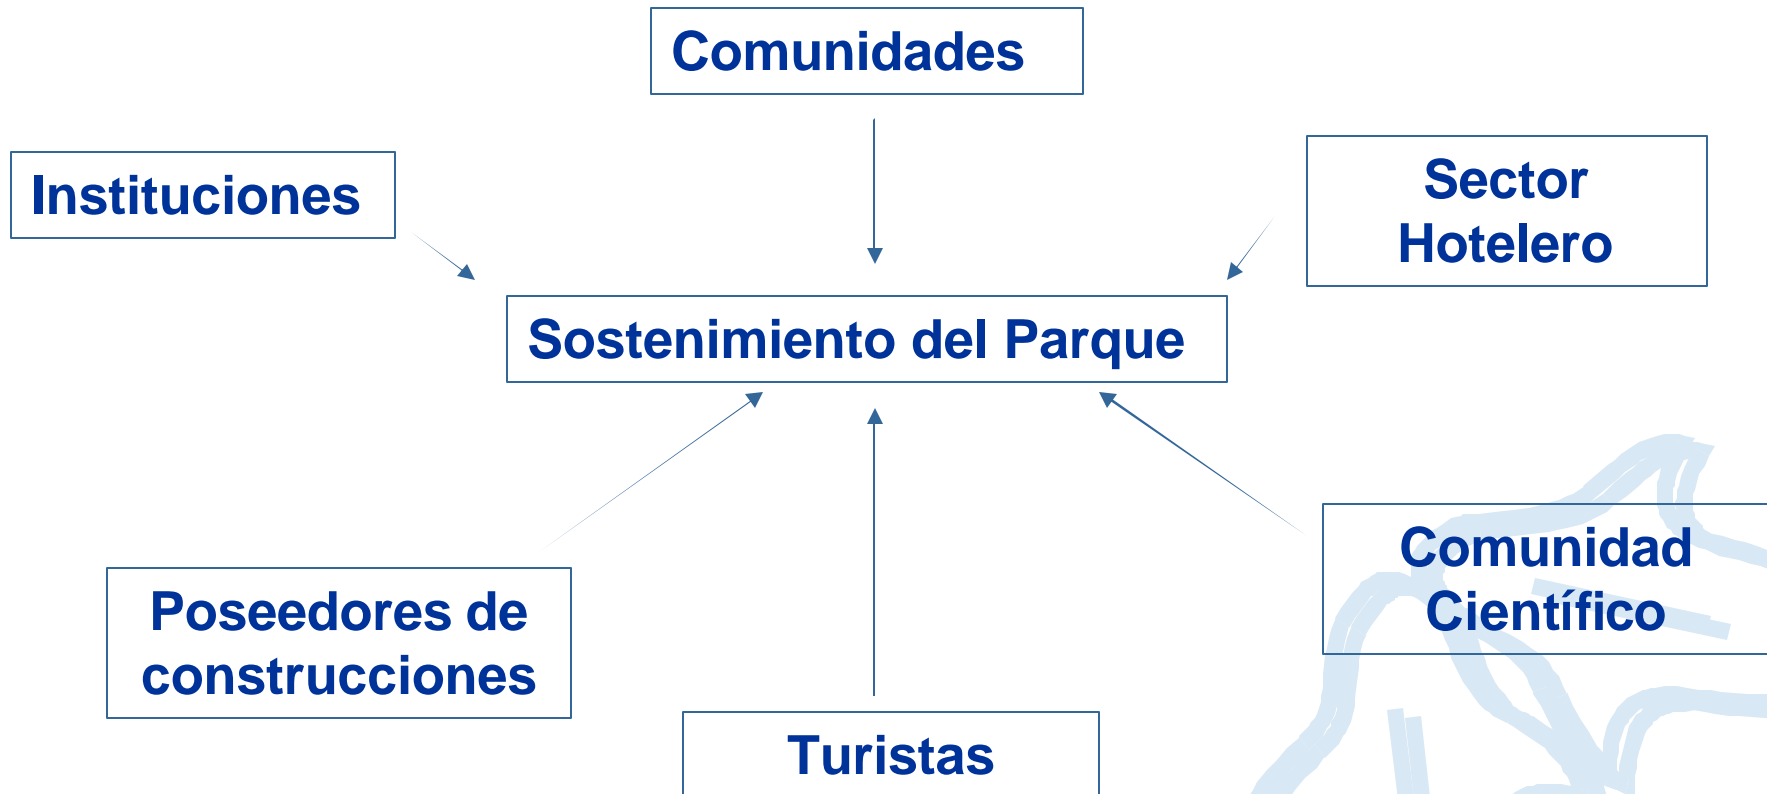 Comunidades
Instituciones
Sector
Hotelero
Sostenimiento del Parque
Comunidad
Científico
Poseedores de
construcciones
Turistas